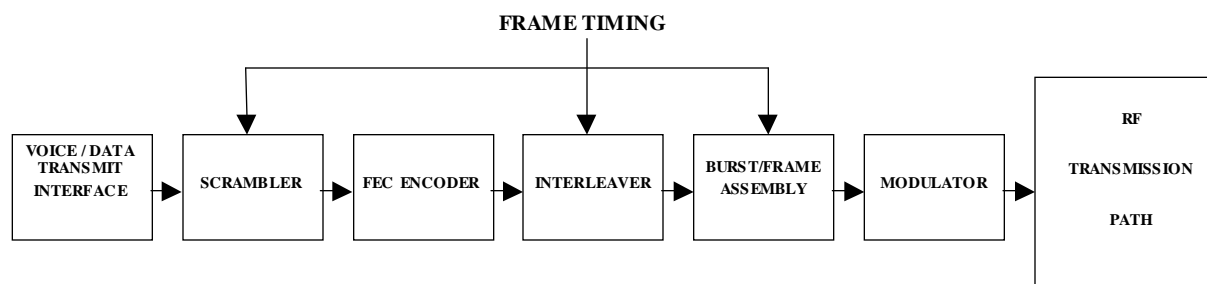 FRAME TIMING
VOICE / DATA
TRANSMIT
INTERFACE
SCRAMBLER
FEC ENCODER
INTERLEAVER
BURST/FRAME
ASSEMBLY
MODULATOR
RF
TRANSMISSION
PATH